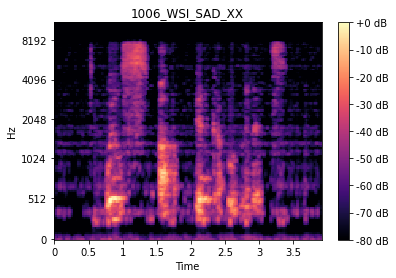 1006_WSI_SAD_XX
+0 dB
8192
-10 dB
4096
-20 dB
-30 dB
2048
Hz
-40 dB
1024
-50 dB
512
-60 dB
-70 dB
0
-80 dB
0 0.5 1 1.5 2 2.5 3 3.5
Time